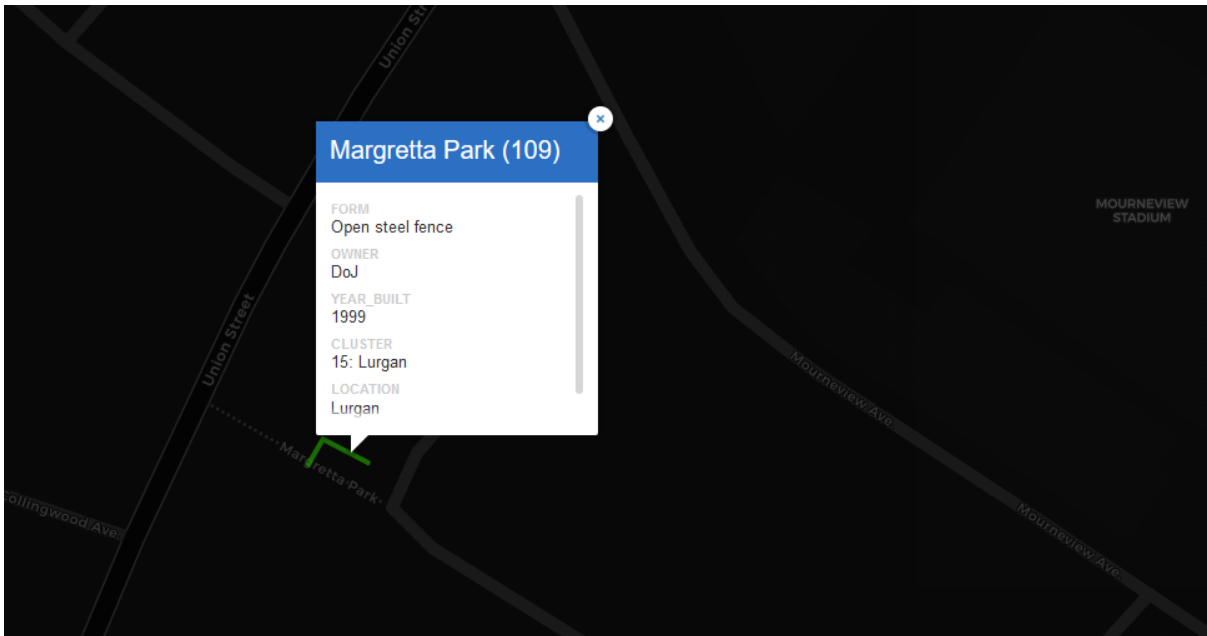 Union Str
Margretta Park (109)
×
FORM
Open steel fence
OWNER
DoJ
YEAR_BUILT
1999
CLUSTER
15: Lurgan
LOCATION
Lurgan
MOURNEVIEW
STADIUM
Union Street
Mourneview Ave.
Margretta Park
collingwood Ave.
Mourneview Ave.